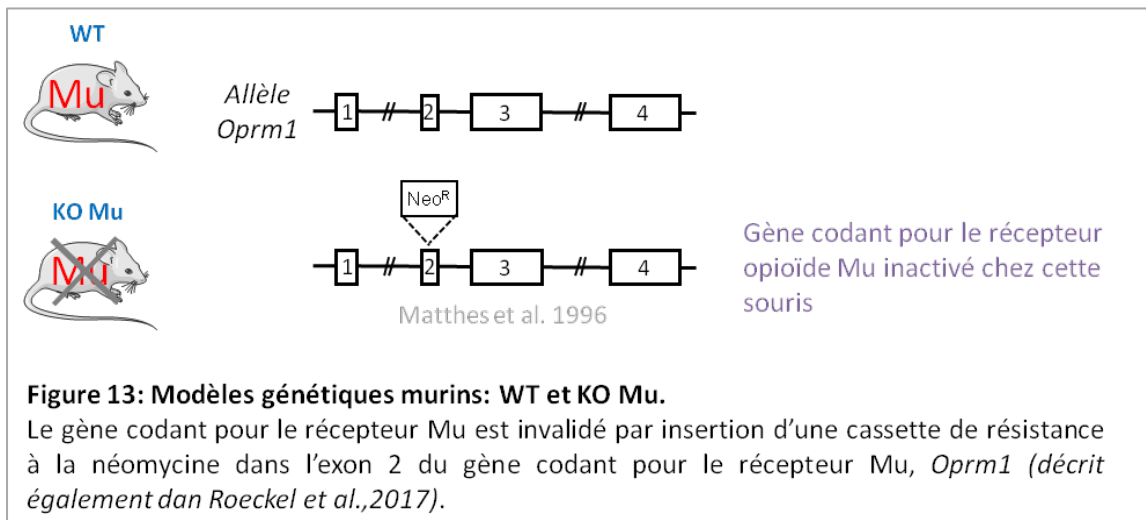 WT
Mu
Allèle
Oprm1
1 // 2 3 // 4
KO Mu
Mu
Neoᴿ
1 // 2 3 // 4
Gène codant pour le récepteur
opioïde Mu inactivé chez cette
souris
Matthes et al. 1996
Figure 13: Modèles génétiques murins: WT et KO Mu.
Le gène codant pour le récepteur Mu est invalidé par insertion d’une cassette de résistance
à la néomycine dans l’exon 2 du gène codant pour le récepteur Mu, Oprm1 (décrit
également dan Roeckel et al.,2017).